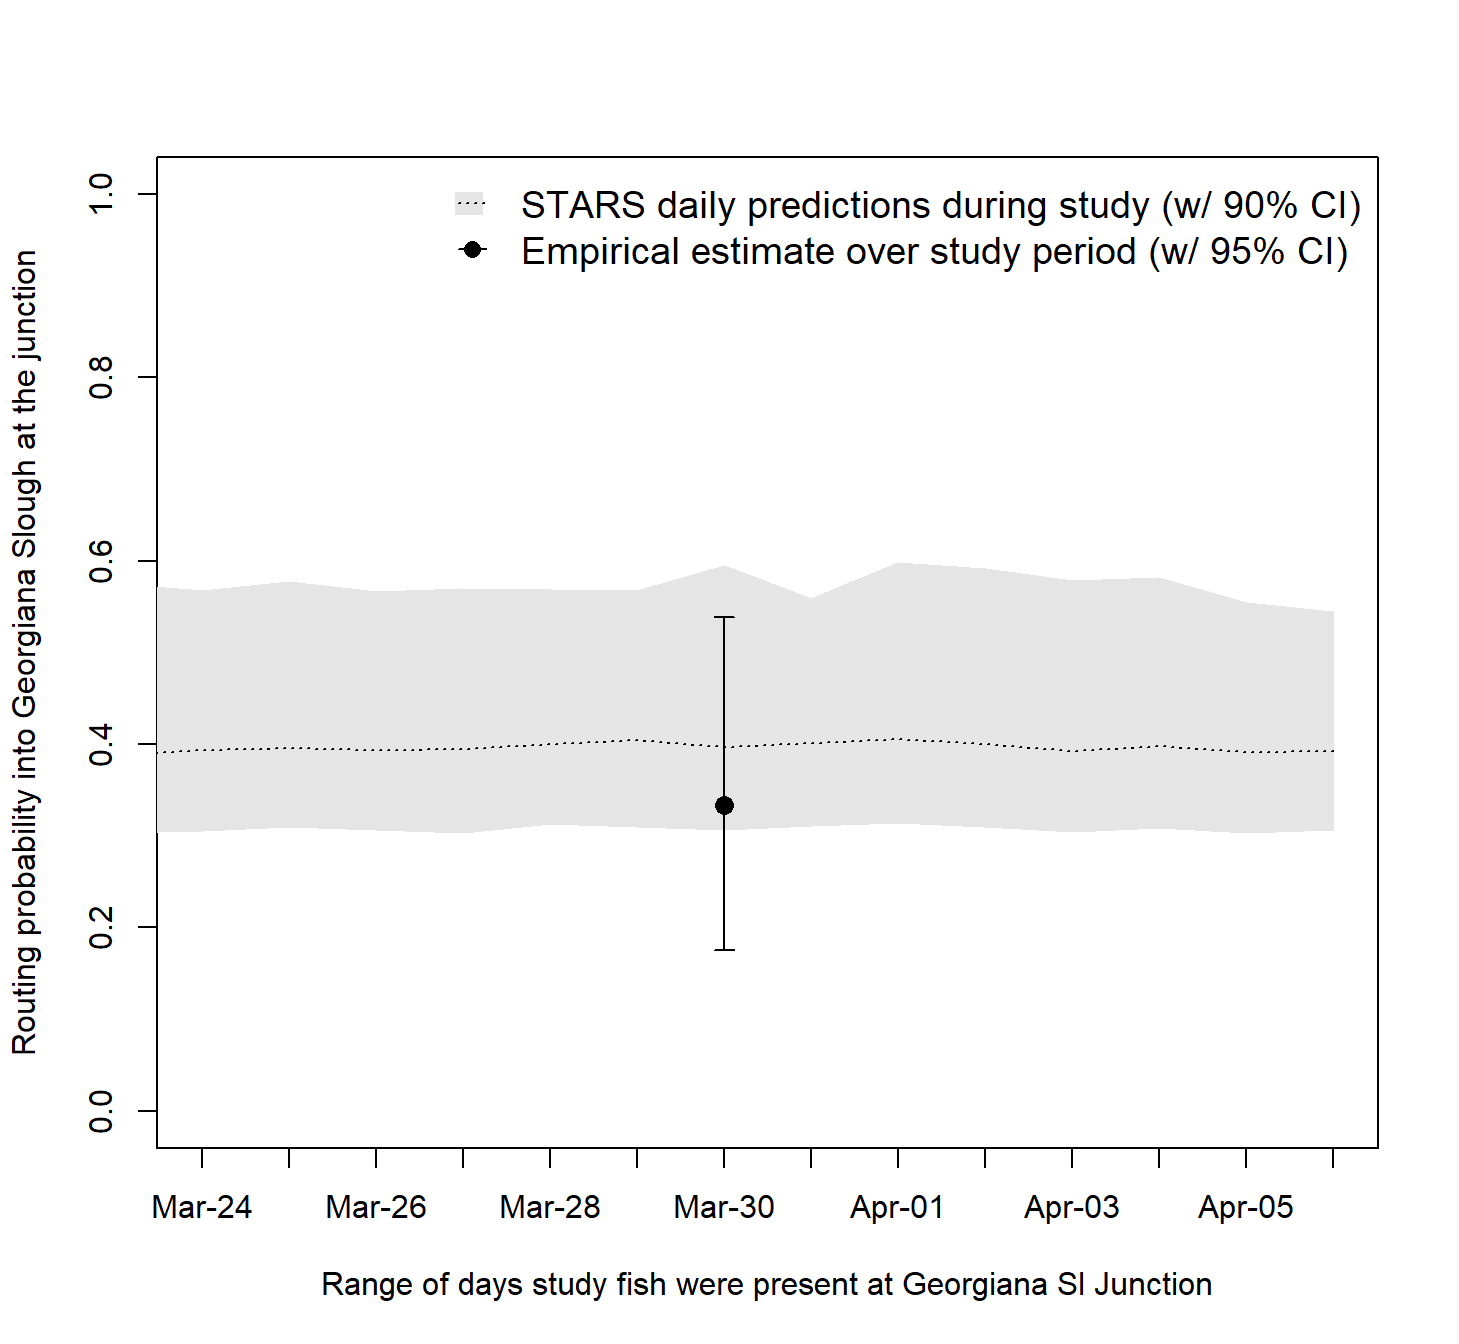 STARS daily predictions during study (w/ 90% CI)
Empirical estimate over study period (w/ 95% CI)
Routing probability into Georgiana Slough at the junction
1.0
0.8
0.6
0.4
0.2
0.0
Mar-24 Mar-26 Mar-28 Mar-30 Apr-01 Apr-03 Apr-05
Range of days study fish were present at Georgiana Sl Junction